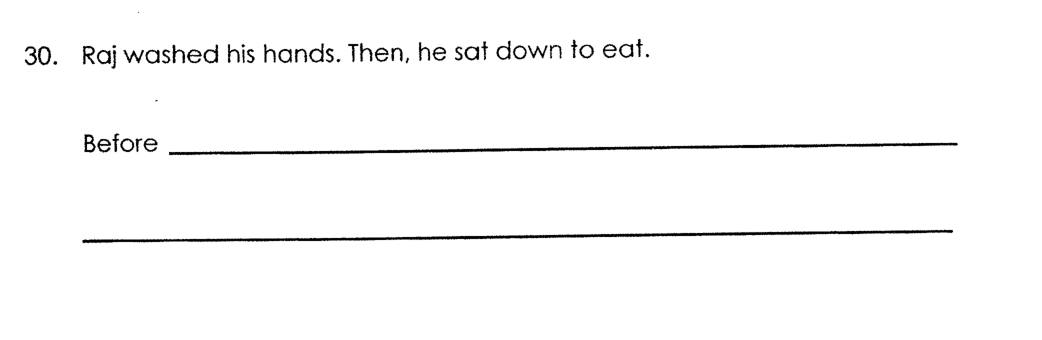 30. Raj washed his hands. Then, he sat down to eat.
Before